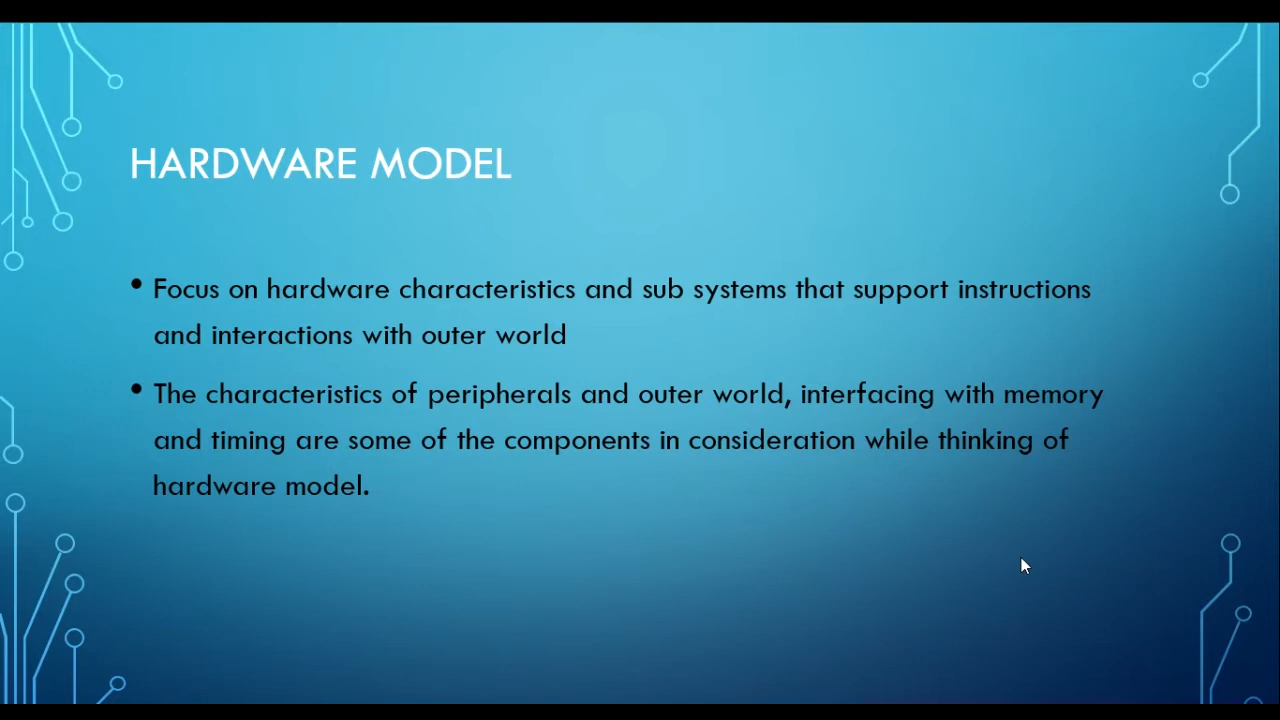 HARDWARE MODEL
• Focus on hardware characteristics and sub systems that support instructions
and interactions with outer world
• The characteristics of peripherals and outer world, interfacing with memory
and timing are some of the components in consideration while thinking of
hardware model.